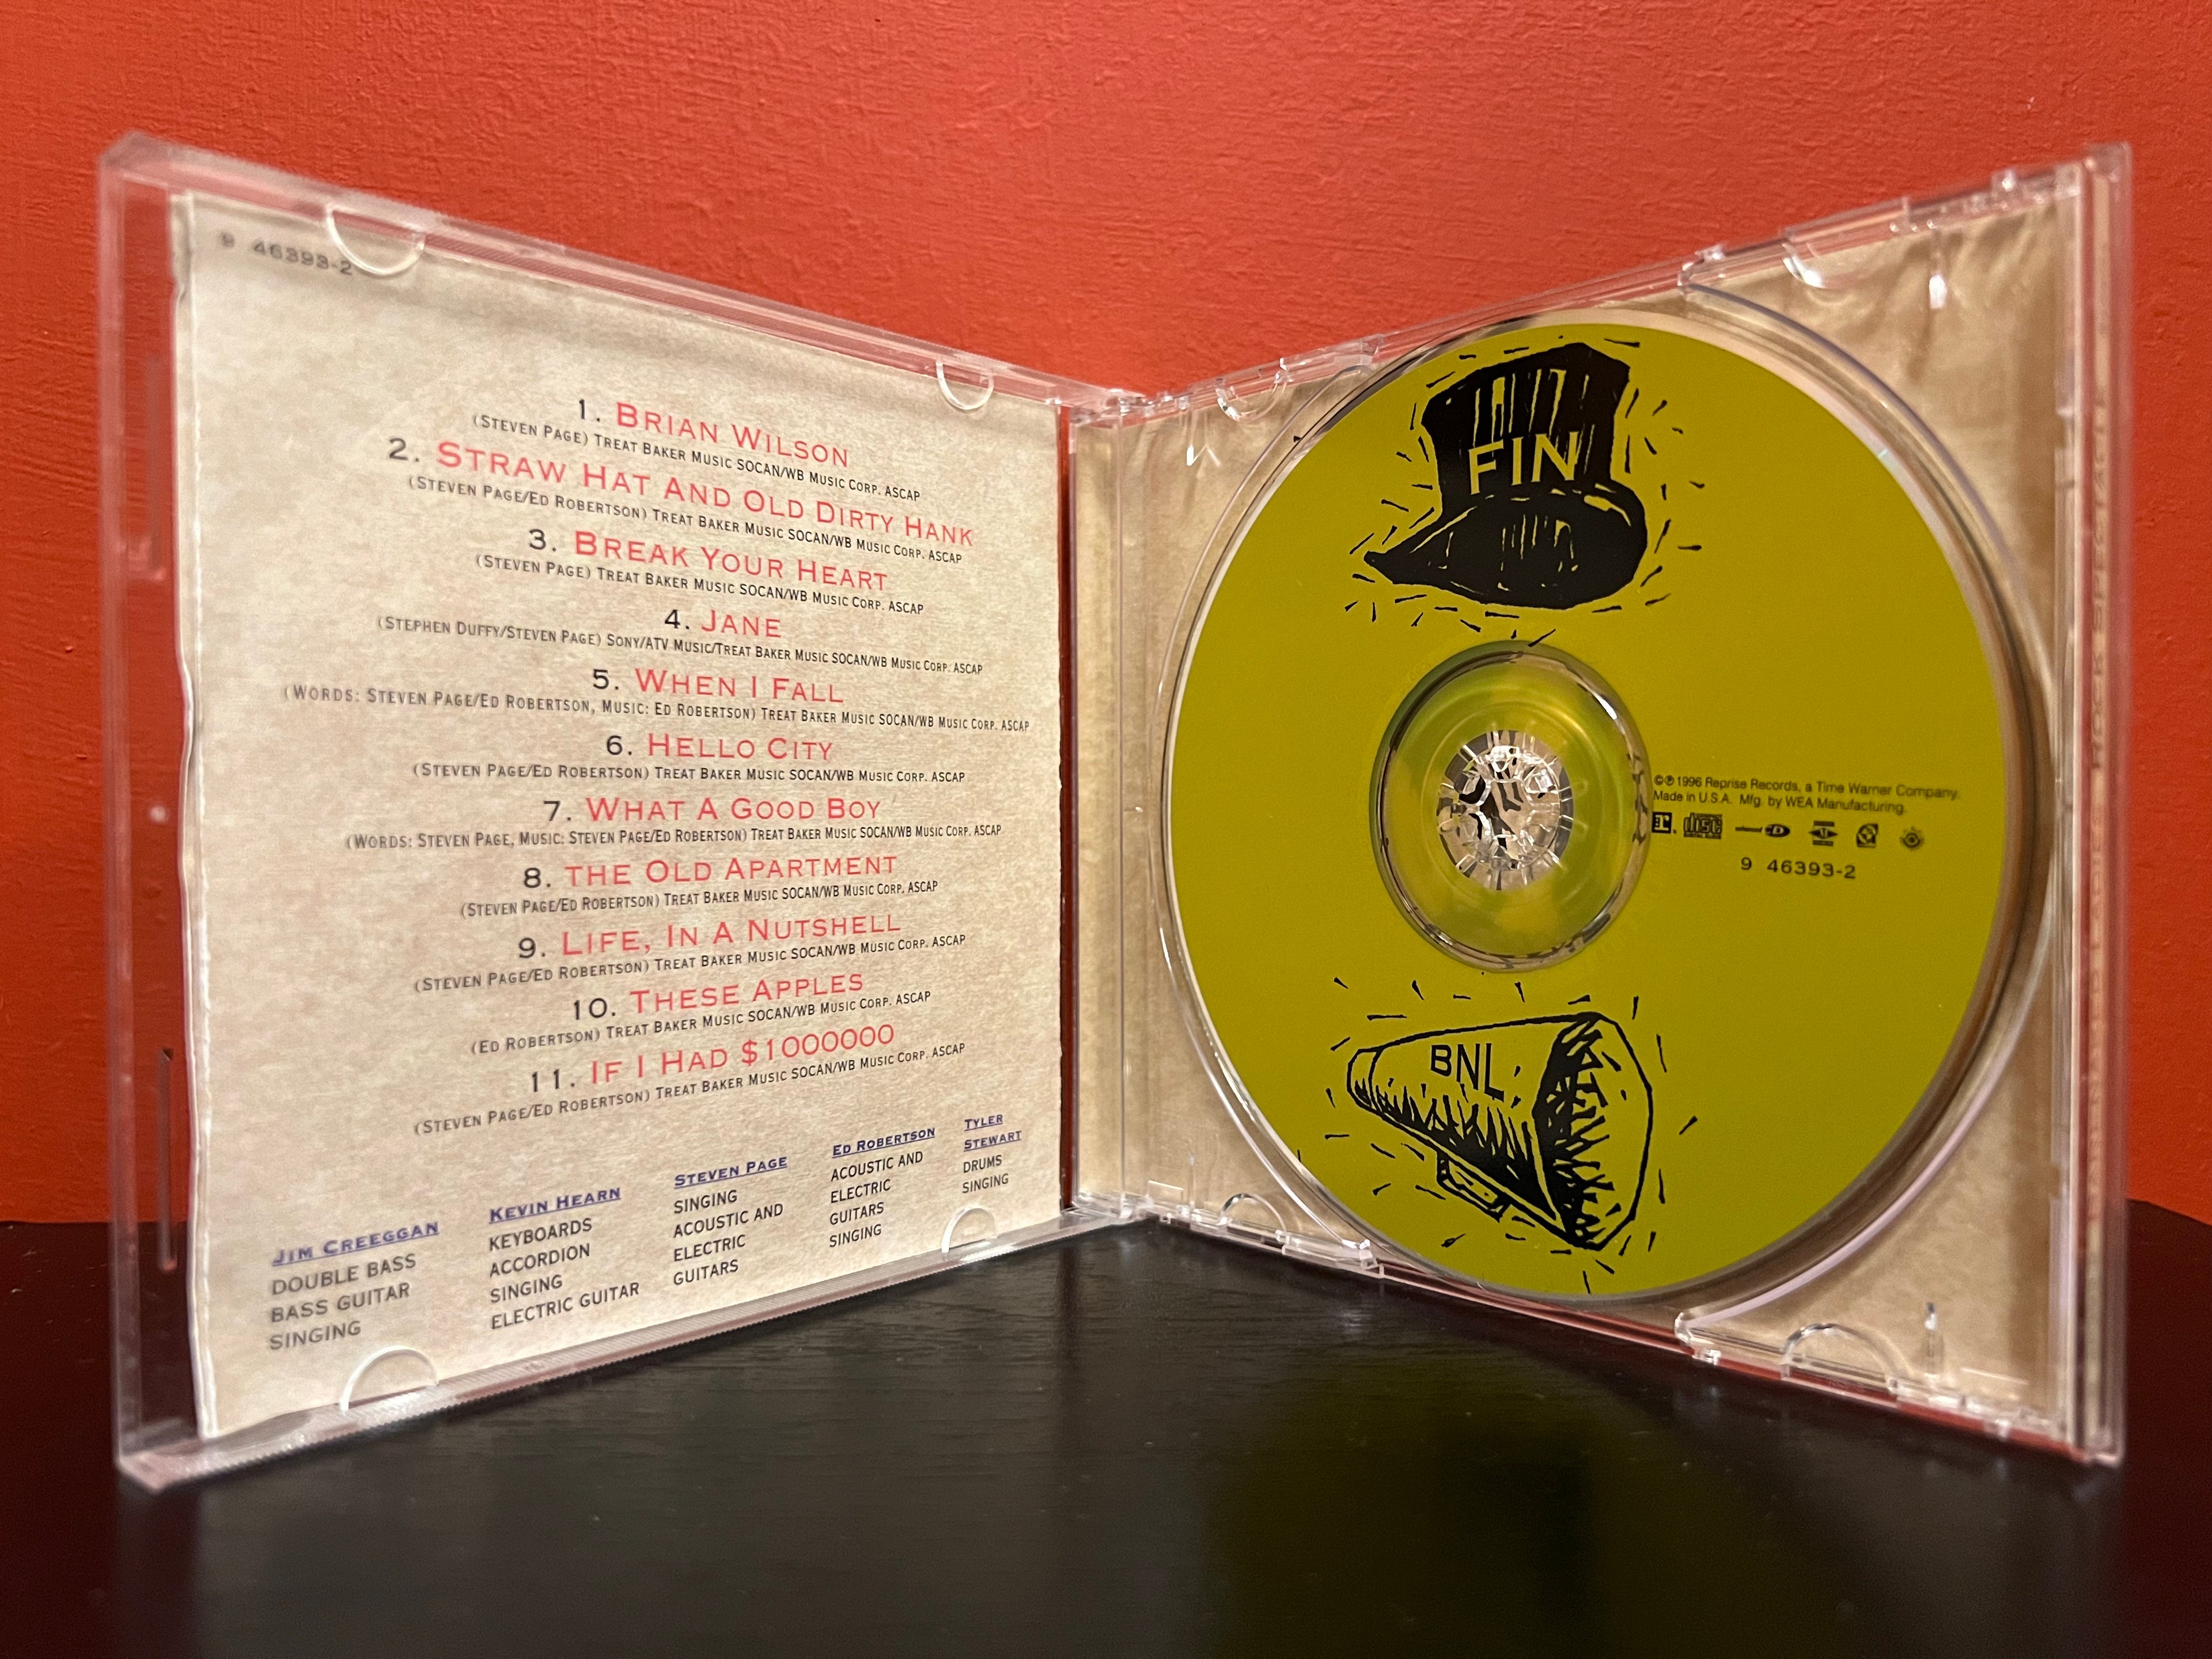 9 46393-2
1. BRIAN WILSON
(STEVEN PAGE) TREAT BAKER MUSIC SOCAN/WB MUSIC CORP. ASCAP
2. STRAW HAT AND OLD DIRTY HANK
(STEVEN PAGE/ED ROBERTSON) TREAT BAKER MUSIC SOCAN/WB MUSIC CORP. ASCAP
3. BREAK YOUR HEART
(STEVEN PAGE) TREAT BAKER MUSIC SOCAN/WB MUSIC CORP. ASCAP
4. JANE
(STEPHEN DUFFY/STEVEN PAGE) SONY/ATV MUSIC/TREAT BAKER MUSIC SOCAN/WB MUSIC CORP. ASCAP
5. WHEN I FALL
(WORDS: STEVEN PAGE/ED ROBERTSON, MUSIC: ED ROBERTSON) TREAT BAKER MUSIC SOCAN/WB MUSIC CORP. ASCAP
6. HELLO CITY
(STEVEN PAGE/ED ROBERTSON) TREAT BAKER MUSIC SOCAN/WB MUSIC CORP. ASCAP
7. WHAT A GOOD BOY
(WORDS: STEVEN PAGE, MUSIC: STEVEN PAGE/ED ROBERTSON) TREAT BAKER MUSIC SOCAN/WB MUSIC CORP. ASCAP
8. THE OLD APARTMENT
(STEVEN PAGE/ED ROBERTSON) TREAT BAKER MUSIC SOCAN/WB MUSIC CORP. ASCAP
9. LIFE, IN A NUTSHELL
(STEVEN PAGE/ED ROBERTSON) TREAT BAKER MUSIC SOCAN/WB MUSIC CORP. ASCAP
10. THESE APPLES
(ED ROBERTSON) TREAT BAKER MUSIC SOCAN/WB MUSIC CORP. ASCAP
11. IF I HAD $1000000
(STEVEN PAGE/ED ROBERTSON) TREAT BAKER MUSIC SOCAN/WB MUSIC CORP. ASCAP
JIM CREEGGAN
DOUBLE BASS
BASS GUITAR
SINGING
KEVIN HEARN
KEYBOARDS
ACCORDION
SINGING
ELECTRIC GUITAR
STEVEN PAGE
SINGING
ACOUSTIC AND
ELECTRIC
GUITARS
ED ROBERTSON
ACOUSTIC AND
ELECTRIC
GUITARS
SINGING
TYLER
STEWART
DRUMS
SINGING
FIN
©℗ 1996 Reprise Records, a Time Warner Company.
Made in U.S.A. Mfg. by WEA Manufacturing.
disc
9 46393-2
BNL